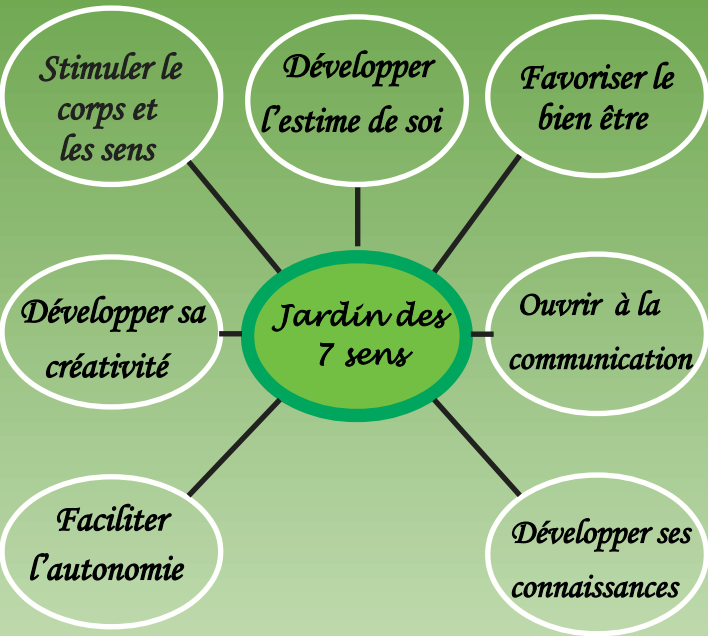 Stimuler le
corps et
les sens
Développer
l'estime de soi
Favoriser le
bien être
Développer sa
créativité
Jardin des
7 sens
Ouvrir à la
communication
Faciliter
l'autonomie
Développer ses
connaissances